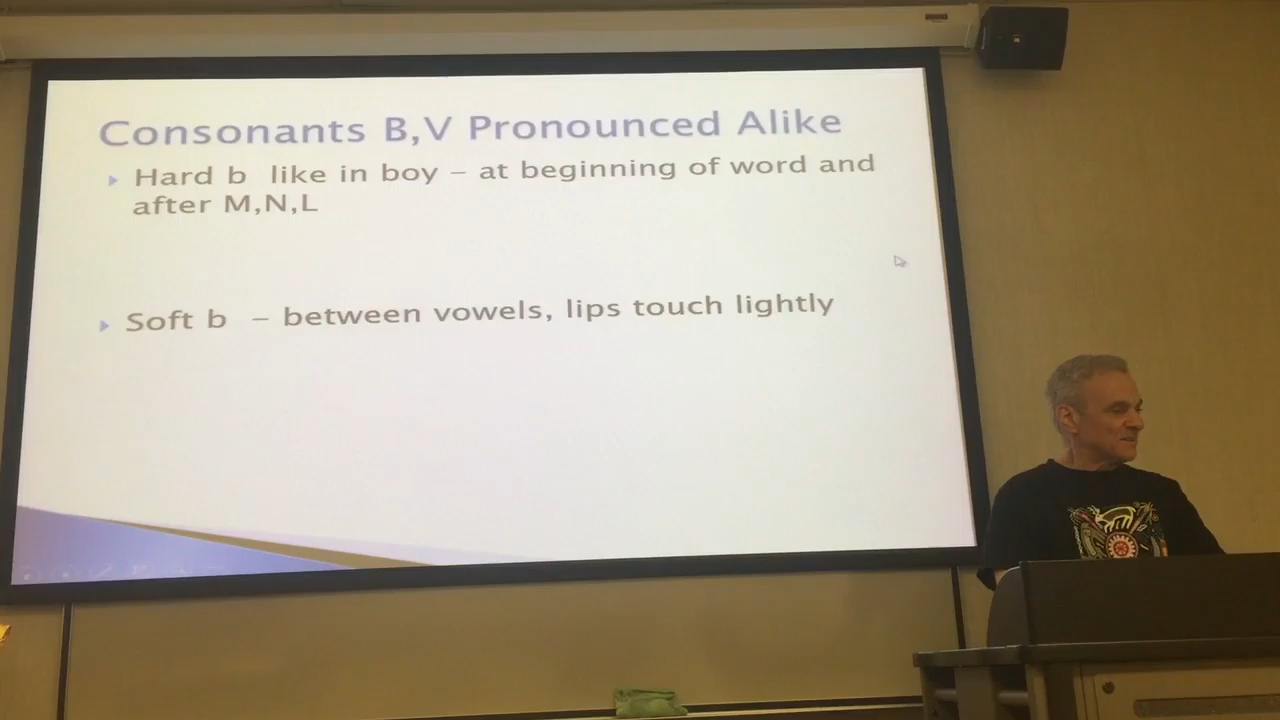 Consonants B,V Pronounced Alike
Hard b like in boy – at beginning of word and
after M,N,L
Soft b – between vowels, lips touch lightly